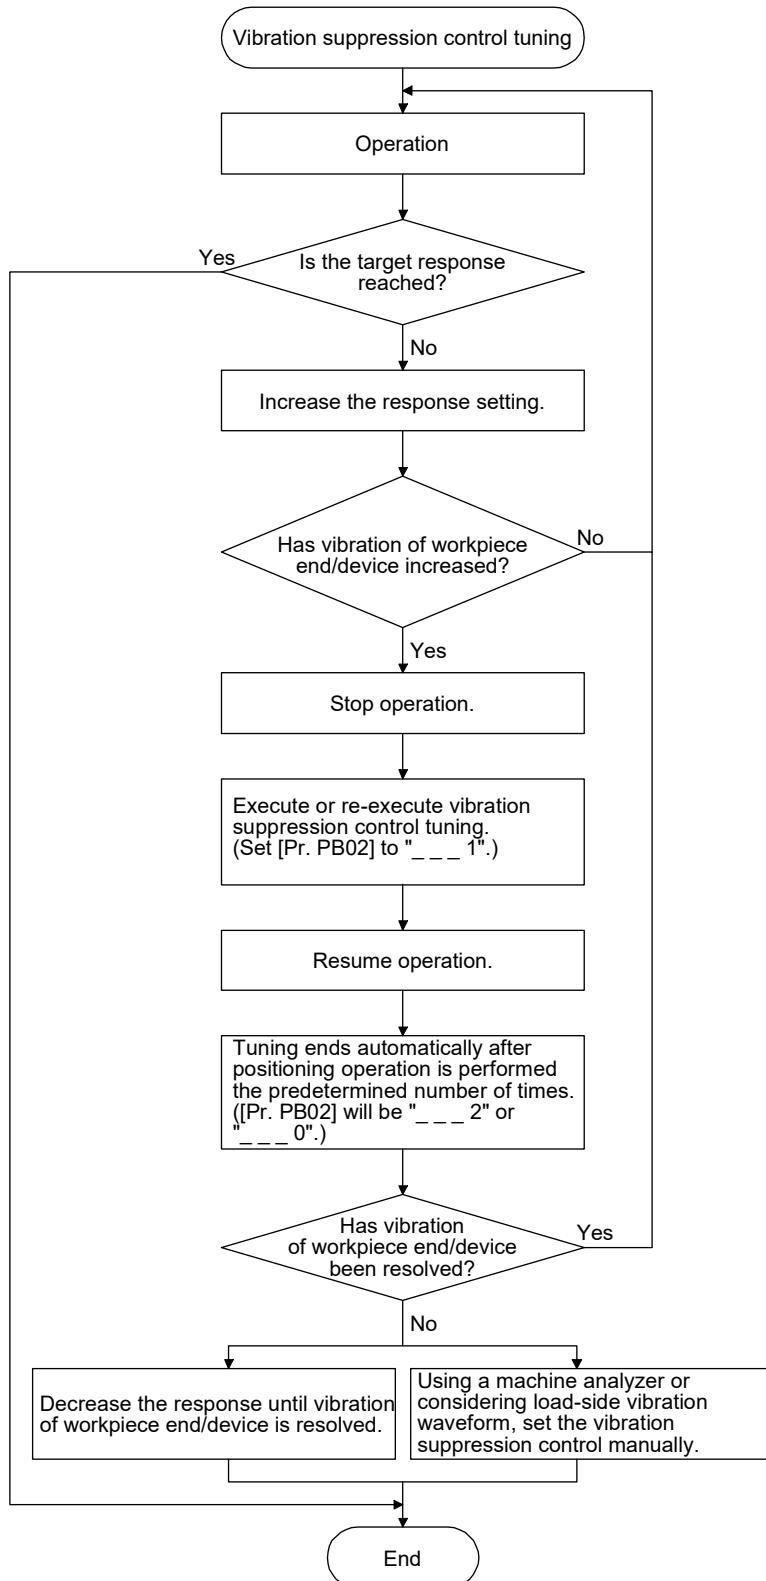 Vibration suppression control tuning
Operation
Yes
Is the target response
reached?
No
Increase the response setting.
Has vibration of workpiece
end/device increased?
No
Yes
Stop operation.
Execute or re-execute vibration
suppression control tuning.
(Set [Pr. PB02] to "_ _ _ 1".)
Resume operation.
Tuning ends automatically after
positioning operation is performed
the predetermined number of times.
([Pr. PB02] will be "_ _ _ 2" or
"_ _ _ 0".)
Has vibration
of workpiece end/device
been resolved?
Yes
No
Decrease the response until vibration
of workpiece end/device is resolved.
Using a machine analyzer or
considering load-side vibration
waveform, set the vibration
suppression control manually.
End